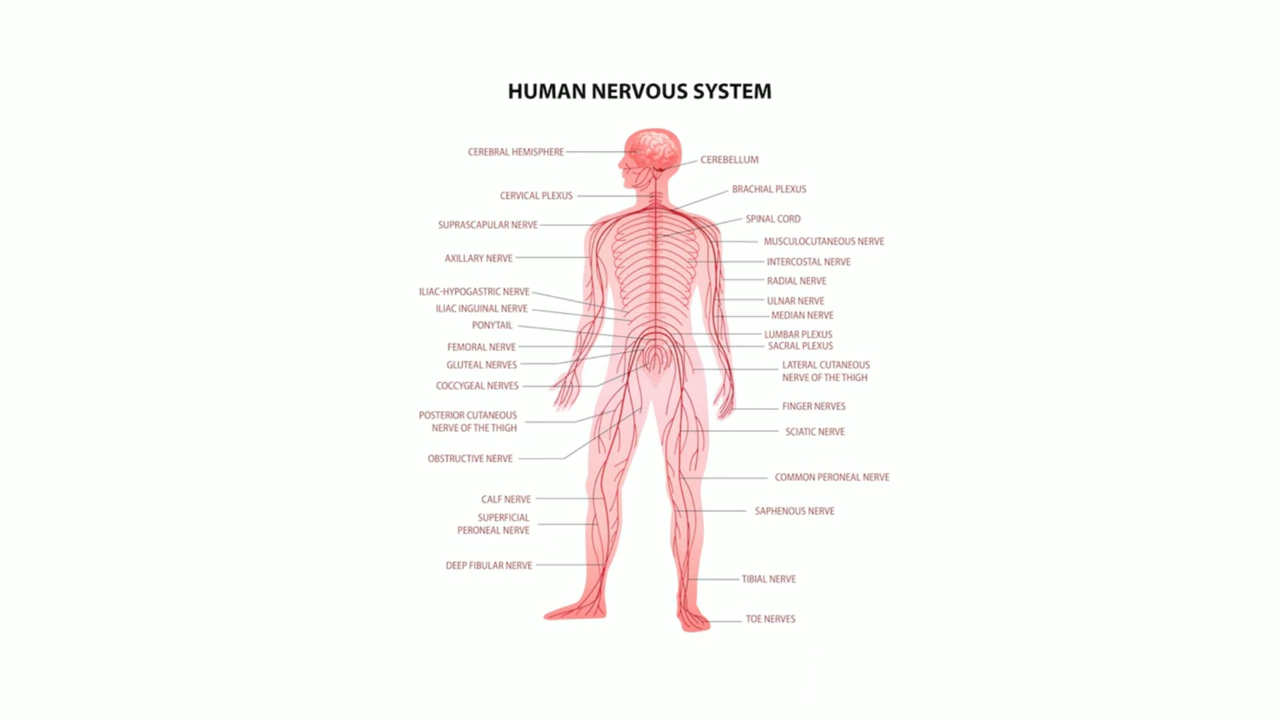 HUMAN NERVOUS SYSTEM
CEREBRAL HEMISPHERE
CERVICAL PLEXUS
SUPRASCAPULAR NERVE
AXILLARY NERVE
ILIAC-HYPOGASTRIC NERVE
ILIAC INGUINAL NERVE
PONYTAIL
FEMORAL NERVE
GLUTEAL NERVES
COCCYGEAL NERVES
POSTERIOR CUTANEOUS
NERVE OF THE THIGH
OBSTRUCTIVE NERVE
CALF NERVE
SUPERFICIAL
PERONEAL NERVE
DEEP FIBULAR NERVE
CEREBELLUM
BRACHIAL PLEXUS
SPINAL CORD
MUSCULOCUTANEOUS NERVE
INTERCOSTAL NERVE
RADIAL NERVE
ULNAR NERVE
MEDIAN NERVE
LUMBAR PLEXUS
SACRAL PLEXUS
LATERAL CUTANEOUS
NERVE OF THE THIGH
FINGER NERVES
SCIATIC NERVE
COMMON PERONEAL NERVE
SAPHENOUS NERVE
TIBIAL NERVE
TOE NERVES